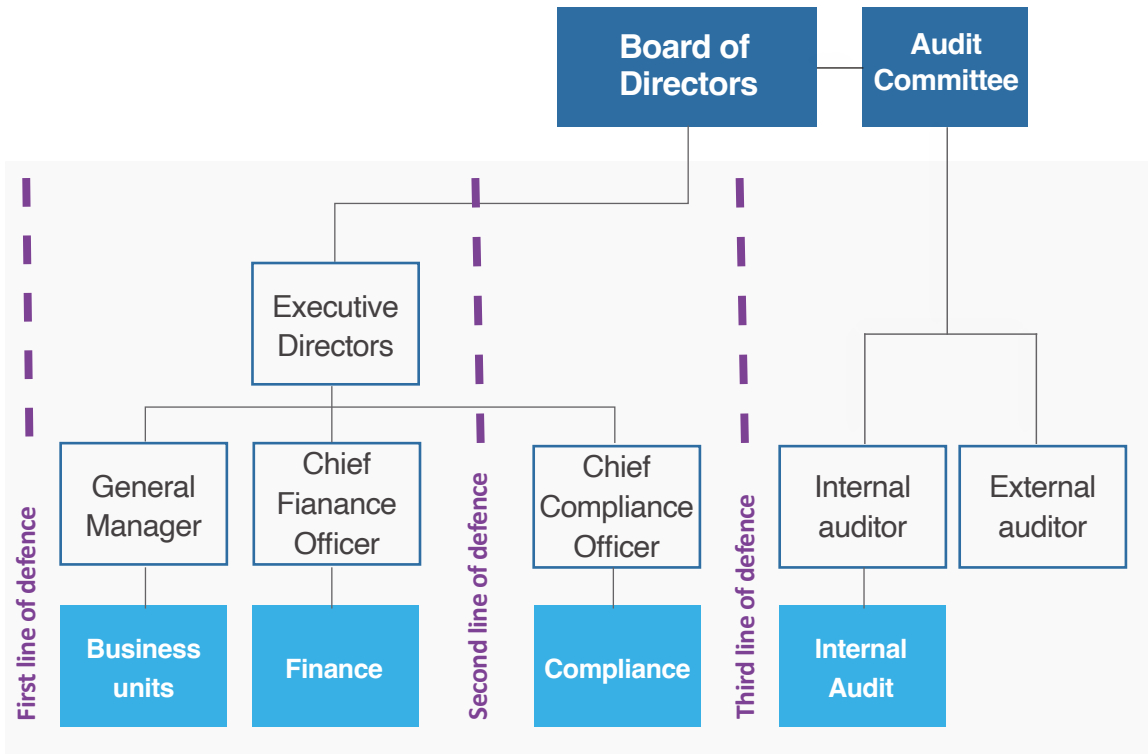 Board of
Directors
Audit
Committee
Executive
Directors
General
Manager
Chief
Fianance
Officer
Chief
Compliance
Officer
Internal
auditor
External
auditor
First line of defence
Second line of defence
Third line of defence
Business
units
Finance
Compliance
Internal
Audit